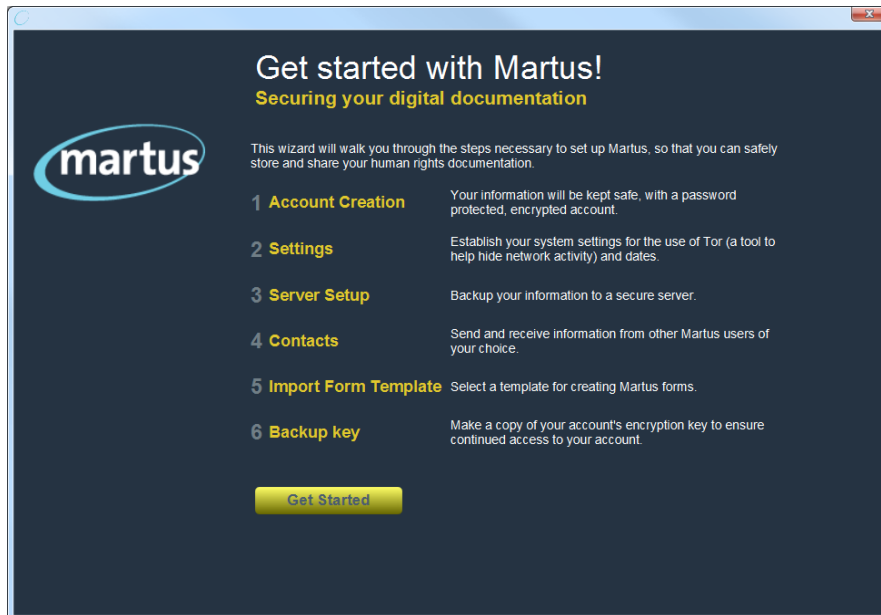 Get started with Martus!
Securing your digital documentation
martus
This wizard will walk you through the steps necessary to set up Martus, so that you can safely
store and share your human rights documentation.
1 Account Creation
Your information will be kept safe, with a password
protected, encrypted account.
2 Settings
Establish your system settings for the use of Tor (a tool to
help hide network activity) and dates.
3 Server Setup
Backup your information to a secure server.
4 Contacts
Send and receive information from other Martus users of
your choice.
5 Import Form Template
Select a template for creating Martus forms.
6 Backup key
Make a copy of your account's encryption key to ensure
continued access to your account.
Get Started